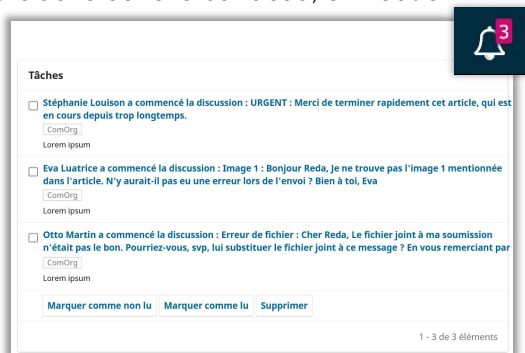 3
Tâches
Stéphanie Louison a commencé la discussion : URGENT : Merci de terminer rapidement cet article, qui est
en cours depuis trop longtemps.
ComOrg
Lorem ipsum
Eva Luatrice a commencé la discussion : Image 1 : Bonjour Reda, Je ne trouve pas l'image 1 mentionnée
dans l'article. N'y aurait-il pas eu une erreur lors de l'envoi ? Bien à toi, Eva
ComOrg
Lorem ipsum
Otto Martin a commencé la discussion : Erreur de fichier : Cher Reda, Le fichier joint à ma soumission
n'était pas le bon. Pourriez-vous, svp, lui substituer le fichier joint à ce message ? En vous remerciant par
ComOrg
Lorem ipsum
Marquer comme non lu Marquer comme lu Supprimer
1 - 3 de 3 éléments